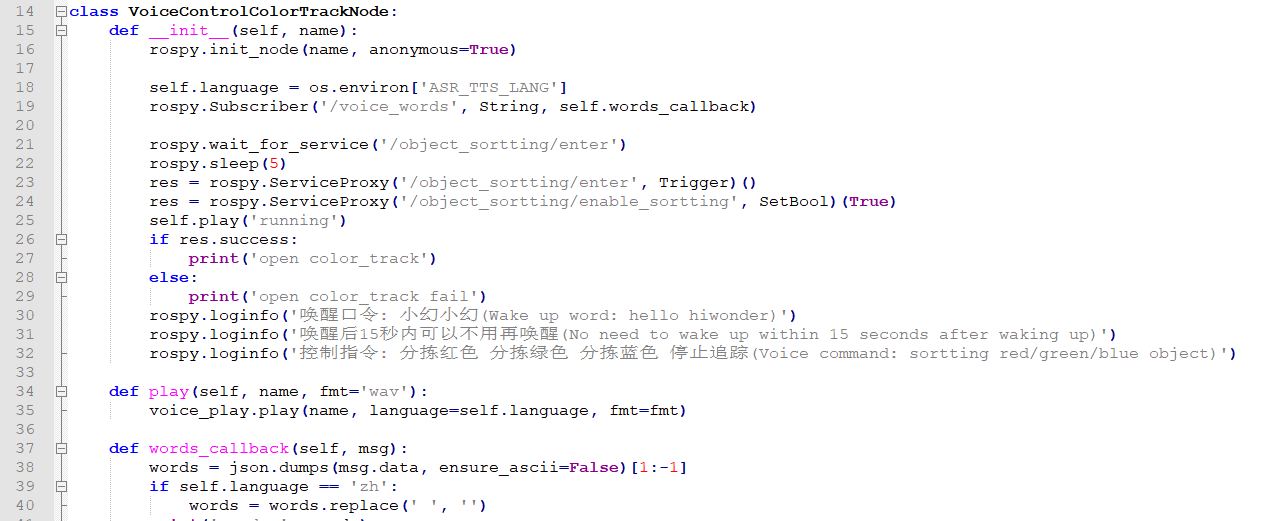 14 class VoiceControlColorTrackNode:
15     def __init__(self, name):
16         rospy.init_node(name, anonymous=True)
17
18         self.language = os.environ['ASR_TTS_LANG']
19         rospy.Subscriber('/voice_words', String, self.words_callback)
20
21         rospy.wait_for_service('/object_sortting/enter')
22         rospy.sleep(5)
23         res = rospy.ServiceProxy('/object_sortting/enter', Trigger)()
24         res = rospy.ServiceProxy('/object_sortting/enable_sortting', SetBool)(True)
25         self.play('running')
26         if res.success:
27             print('open color_track')
28         else:
29             print('open color_track fail')
30         rospy.loginfo('唤醒口令: 小幻小幻(Wake up word: hello hiwonder)')
31         rospy.loginfo('唤醒后15秒内可以不用再唤醒(No need to wake up within 15 seconds after waking up)')
32         rospy.loginfo('控制指令: 分拣红色 分拣绿色 分拣蓝色 停止追踪(Voice command: sortting red/green/blue object)')
33
34     def play(self, name, fmt='wav'):
35         voice_play.play(name, language=self.language, fmt=fmt)
36
37     def words_callback(self, msg):
38         words = json.dumps(msg.data, ensure_ascii=False)[1:-1]
39         if self.language == 'zh':
40             words = words.replace(' ', '')